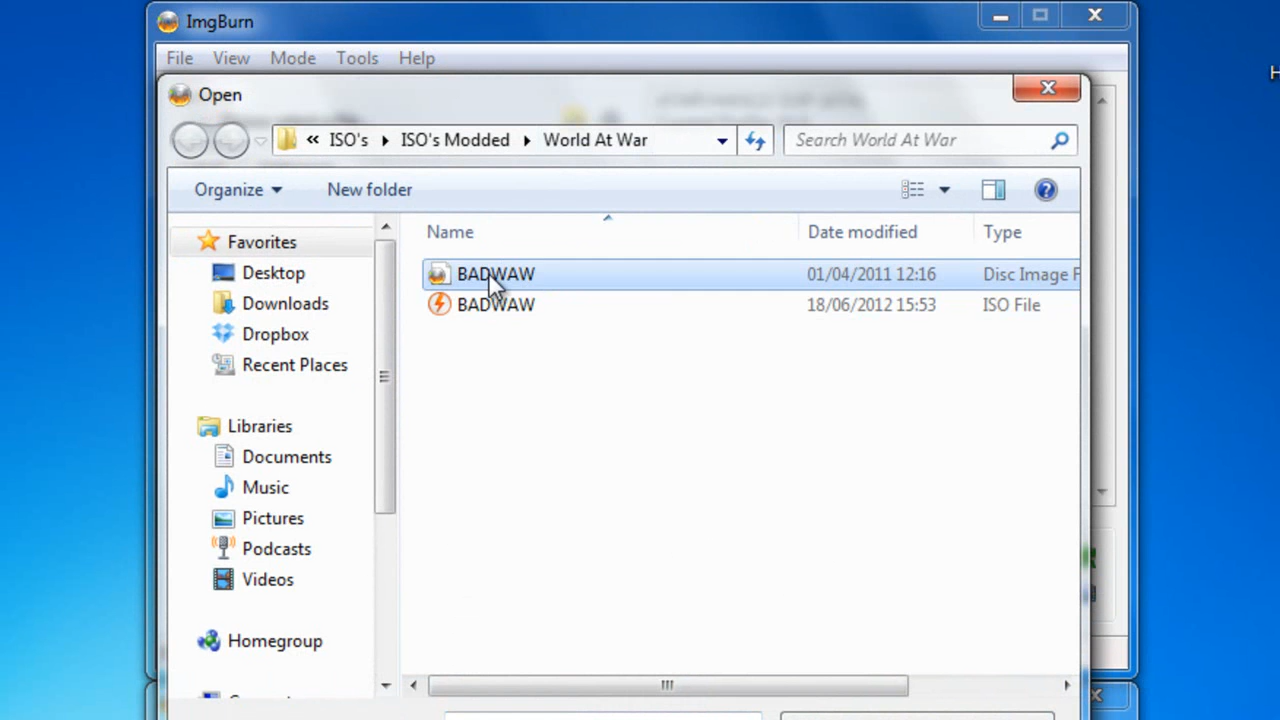 ImgBurn
File View Mode Tools Help
Open
« ISO's ISO's Modded World At War Search World At War
Organize New folder
Name Date modified Type
Favorites
BADWAW 01/04/2011 12:16 Disc Image F
Desktop
BADWAW 18/06/2012 15:53 ISO File
Downloads
Dropbox
Recent Places
Libraries
Documents
Music
Pictures
Podcasts
Videos
Homegroup